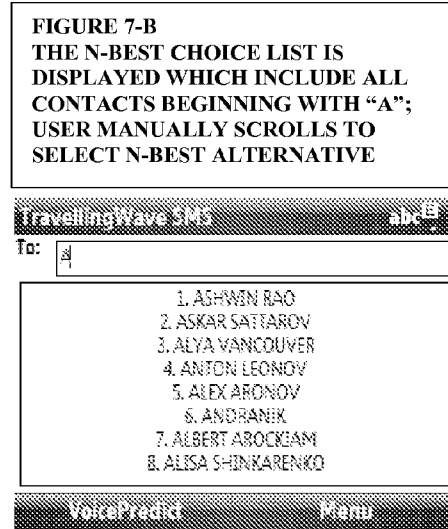 FIGURE 7-B
THE N-BEST CHOICE LIST IS
DISPLAYED WHICH INCLUDE ALL
CONTACTS BEGINNING WITH “A”;
USER MANUALLY SCROLLS TO
SELECT N-BEST ALTERNATIVE
TravellingWave SMS abc
To: a
1. ASHWIN RAO
2. ASKAR SATTAROV
3. ALYA VANCOUVER
4. ANTON LEONOV
5. ALEX ARONOV
6. ANDRANIK
7. ALBERT AROCKIAM
8. ALISA SHINKARENKO
VoicePredict Menu